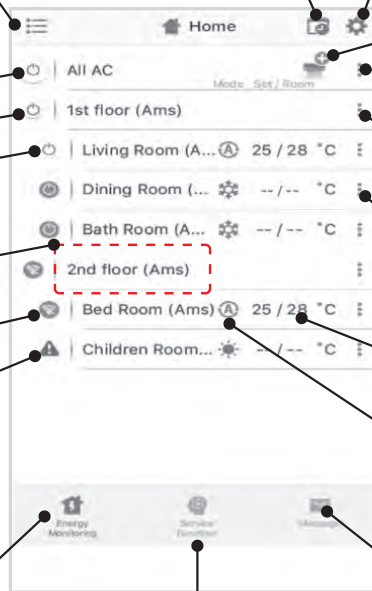 Home
All AC
Mode Set / Room
1st floor (Ams)
Living Room (A... A 25 / 28 °C
Dining Room (... -- / -- °C
Bath Room (A... -- / -- °C
2nd floor (Ams)
Bed Room (Ams) A 25 / 28 °C
Children Room... -- / -- °C
Energy Monitoring
Service Function
Message